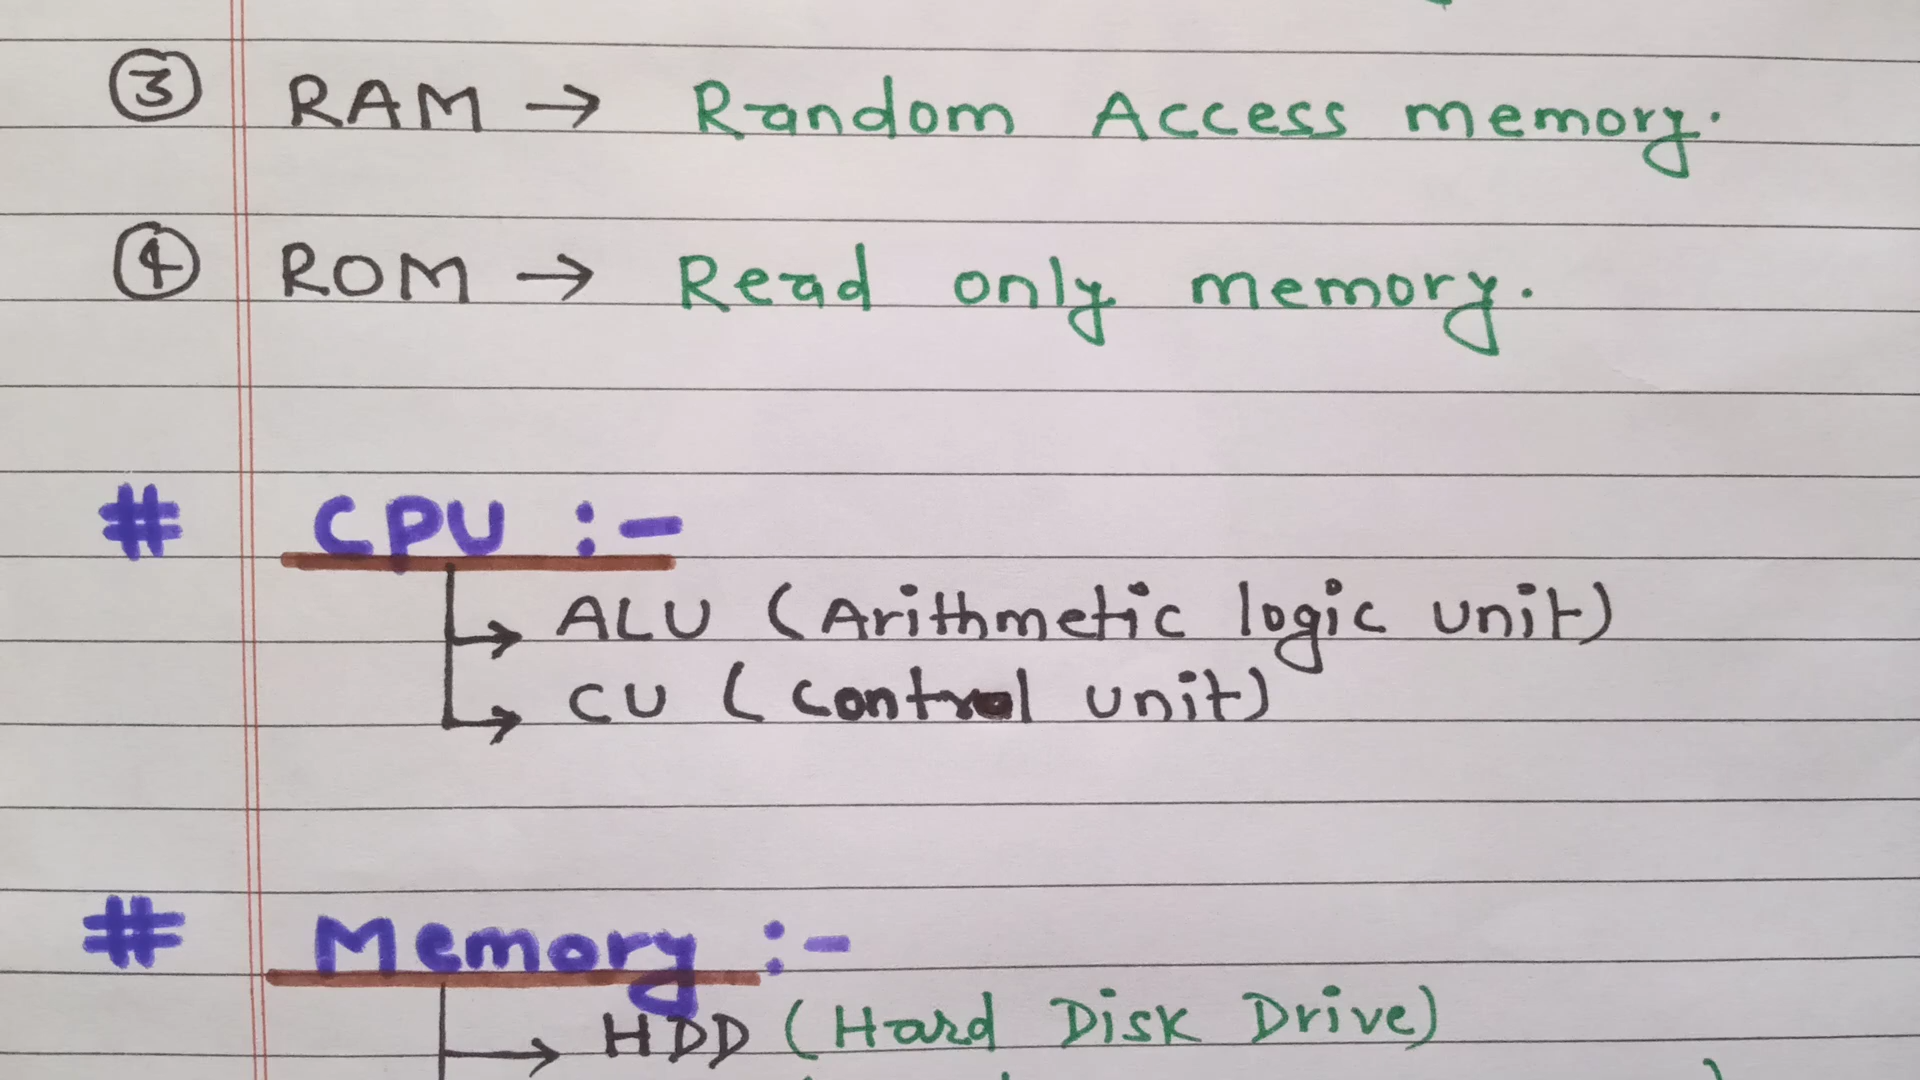 ③ RAM → Random Access memory.
④ ROM → Read only memory.
# CPU :-
→ ALU (Arithmetic logic unit)
→ CU (Control unit)
# Memory :-
→ HDD (Hard Disk Drive)